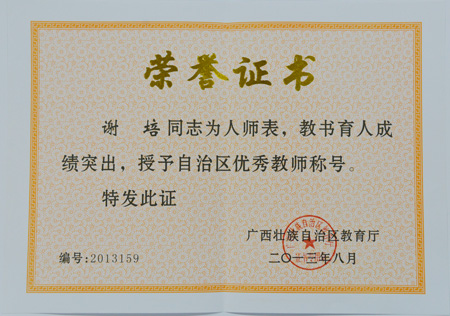 荣誉证书
谢 培同志为人师表，教书育人成
绩突出，授予自治区优秀教师称号。
特发此证
广西壮族自治区教育厅
编号:2013159
二〇一三年八月